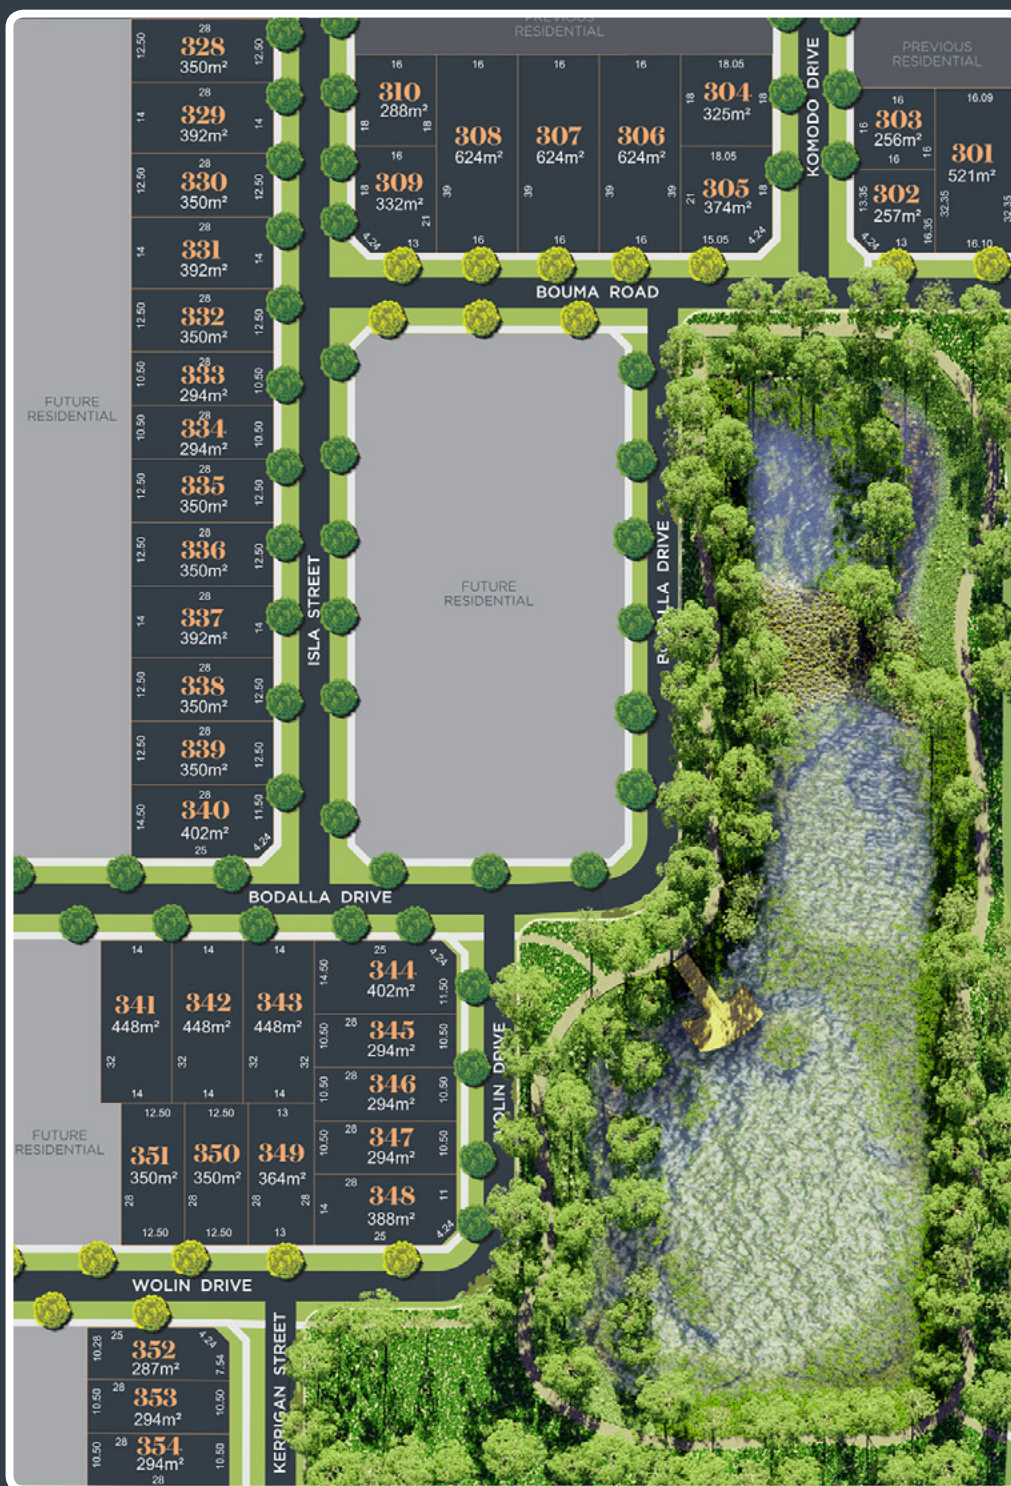 28
12.50
328
12.50
350m²
28
14
329
14
392m²
28
12.50
330
12.50
350m²
28
14
331
14
392m²
28
12.50
332
12.50
350m²
28
10.50
333
10.50
294m²
28
10.50
334
10.50
294m²
28
12.50
335
12.50
350m²
28
12.50
336
12.50
350m²
28
14
337
14
392m²
28
12.50
338
12.50
350m²
28
12.50
339
12.50
350m²
28
14.50
340
11.50
402m²
25
4.24
FUTURE
RESIDENTIAL
ISLA STREET
PREVIOUS
RESIDENTIAL
16
310
288m²
18
18
16
309
332m²
18
21
4.24
13
16
308
624m²
39
16
16
307
624m²
39
16
16
306
624m²
39
39
16
18.05
304
325m²
18
18
18.05
305
374m²
21
18
15.05
4.24
KOMODO DRIVE
PREVIOUS
RESIDENTIAL
16
303
256m²
16
16
16
302
257m²
13.35
16.35
4.24
13
16.09
301
521m²
32.35
32.35
16.10
BOUMA ROAD
FUTURE
RESIDENTIAL
BODALLA DRIVE
BODALLA DRIVE
14
341
448m²
32
14
14
342
448m²
32
14
14
343
448m²
32
14
25
4.24
14.50
344
402m²
11.50
28
10.50
345
294m²
10.50
28
10.50
346
294m²
10.50
28
10.50
347
294m²
10.50
28
14
348
388m²
11
25
4.24
12.50
351
350m²
28
12.50
12.50
350
350m²
28
12.50
13
349
364m²
28
28
13
FUTURE
RESIDENTIAL
WOLIN DRIVE
WOLIN DRIVE
KERRIGAN STREET
25
4.24
10.28
352
287m²
7.54
28
10.50
353
294m²
10.50
28
10.50
354
294m²
10.50
28